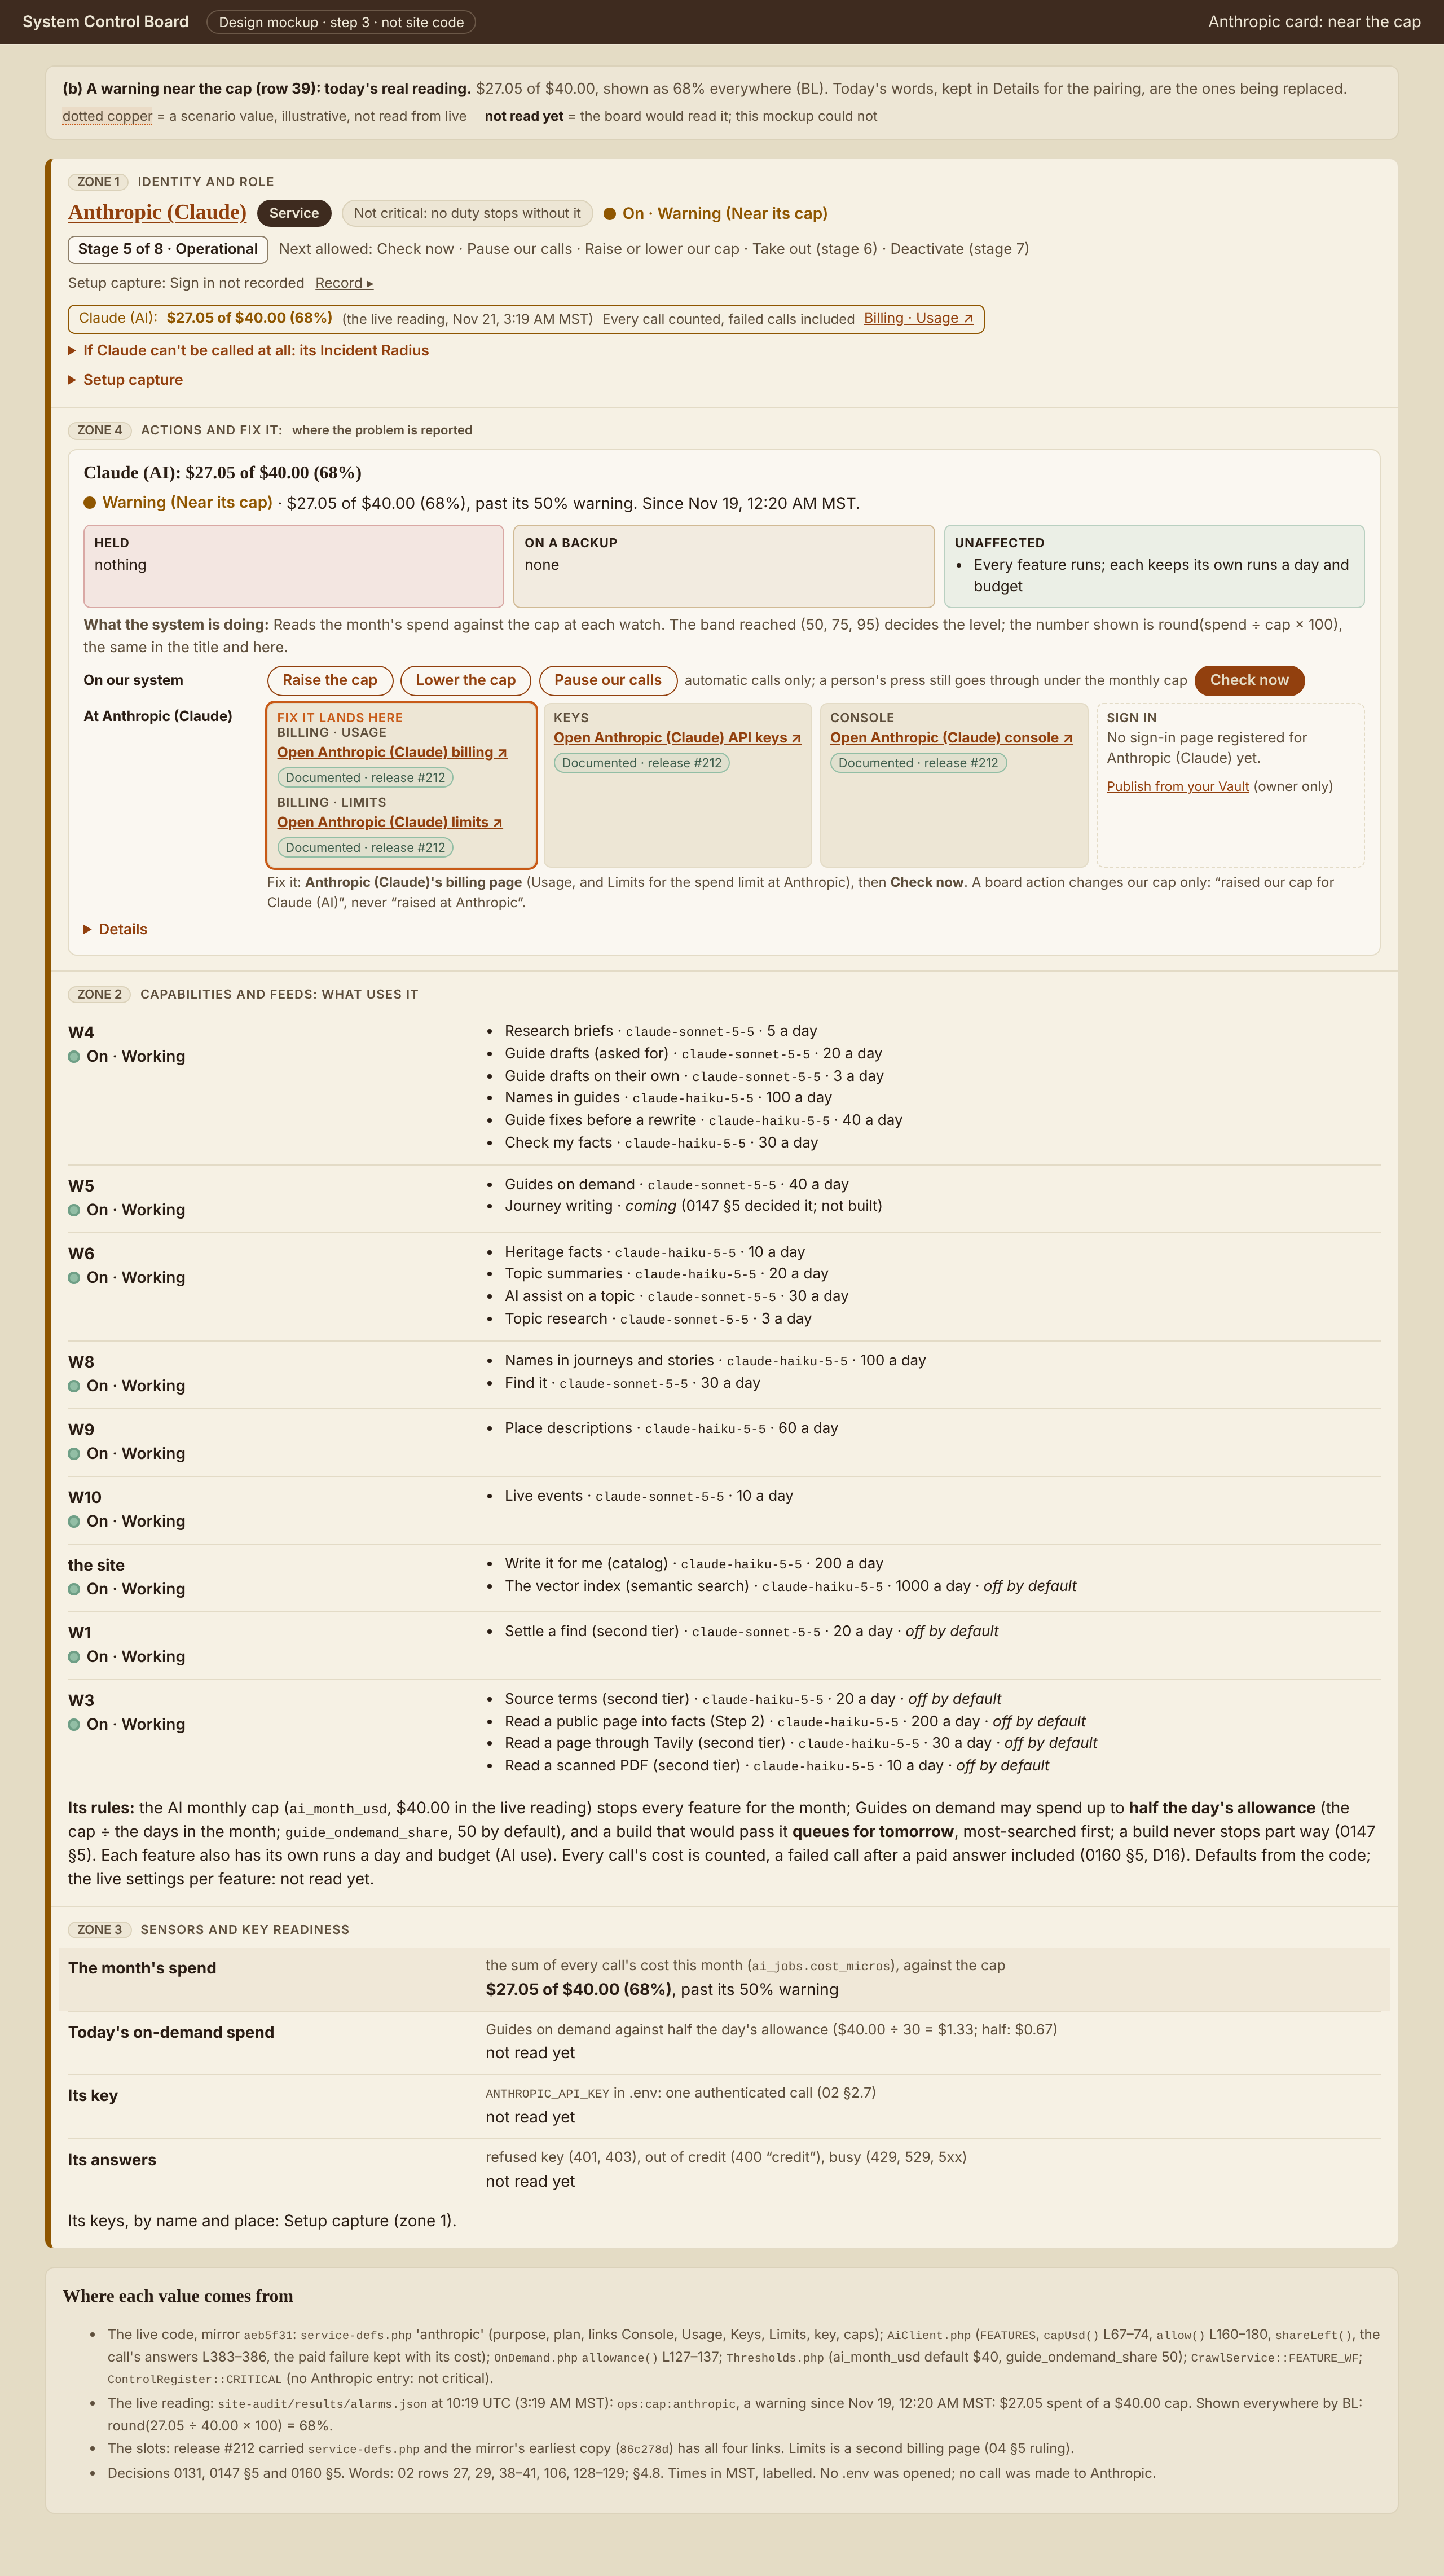 System Control Board
Design mockup · step 3 · not site code
Anthropic card: near the cap
(b) A warning near the cap (row 39): today's real reading. $27.05 of $40.00, shown as 68% everywhere (BL). Today's words, kept in Details for the pairing, are the ones being replaced.
dotted copper = a scenario value, illustrative, not read from live not read yet = the board would read it; this mockup could not
ZONE 1 IDENTITY AND ROLE
Anthropic (Claude) Service Not critical: no duty stops without it On · Warning (Near its cap)
Stage 5 of 8 · Operational Next allowed: Check now · Pause our calls · Raise or lower our cap · Take out (stage 6) · Deactivate (stage 7)
Setup capture: Sign in not recorded Record ▸
Claude (AI): $27.05 of $40.00 (68%) (the live reading, Nov 21, 3:19 AM MST) Every call counted, failed calls included Billing · Usage ↗
▶ If Claude can't be called at all: its Incident Radius
▶ Setup capture
ZONE 4 ACTIONS AND FIX IT: where the problem is reported
Claude (AI): $27.05 of $40.00 (68%)
Warning (Near its cap) · $27.05 of $40.00 (68%), past its 50% warning. Since Nov 19, 12:20 AM MST.
HELD
nothing
ON A BACKUP
none
UNAFFECTED
• Every feature runs; each keeps its own runs a day and
budget
What the system is doing: Reads the month's spend against the cap at each watch. The band reached (50, 75, 95) decides the level; the number shown is round(spend ÷ cap × 100),
the same in the title and here.
On our system Raise the cap Lower the cap Pause our calls automatic calls only; a person's press still goes through under the monthly cap Check now
At Anthropic (Claude)
FIX IT LANDS HERE
BILLING · USAGE
Open Anthropic (Claude) billing ↗
Documented · release #212
BILLING · LIMITS
Open Anthropic (Claude) limits ↗
Documented · release #212
KEYS
Open Anthropic (Claude) API keys ↗
Documented · release #212
CONSOLE
Open Anthropic (Claude) console ↗
Documented · release #212
SIGN IN
No sign-in page registered for
Anthropic (Claude) yet.
Publish from your Vault (owner only)
Fix it: Anthropic (Claude)'s billing page (Usage, and Limits for the spend limit at Anthropic), then Check now. A board action changes our cap only: “raised our cap for
Claude (AI)”, never “raised at Anthropic”.
▶ Details
ZONE 2 CAPABILITIES AND FEEDS: WHAT USES IT
W4
On · Working
• Research briefs · claude-sonnet-5-5 · 5 a day
• Guide drafts (asked for) · claude-sonnet-5-5 · 20 a day
• Guide drafts on their own · claude-sonnet-5-5 · 3 a day
• Names in guides · claude-haiku-5-5 · 100 a day
• Guide fixes before a rewrite · claude-haiku-5-5 · 40 a day
• Check my facts · claude-haiku-5-5 · 30 a day
W5
On · Working
• Guides on demand · claude-sonnet-5-5 · 40 a day
• Journey writing · coming (0147 §5 decided it; not built)
W6
On · Working
• Heritage facts · claude-haiku-5-5 · 10 a day
• Topic summaries · claude-haiku-5-5 · 20 a day
• AI assist on a topic · claude-sonnet-5-5 · 30 a day
• Topic research · claude-sonnet-5-5 · 3 a day
W8
On · Working
• Names in journeys and stories · claude-haiku-5-5 · 100 a day
• Find it · claude-sonnet-5-5 · 30 a day
W9
On · Working
• Place descriptions · claude-haiku-5-5 · 60 a day
W10
On · Working
• Live events · claude-sonnet-5-5 · 10 a day
the site
On · Working
• Write it for me (catalog) · claude-haiku-5-5 · 200 a day
• The vector index (semantic search) · claude-haiku-5-5 · 1000 a day · off by default
W1
On · Working
• Settle a find (second tier) · claude-sonnet-5-5 · 20 a day · off by default
W3
On · Working
• Source terms (second tier) · claude-haiku-5-5 · 20 a day · off by default
• Read a public page into facts (Step 2) · claude-haiku-5-5 · 200 a day · off by default
• Read a page through Tavily (second tier) · claude-haiku-5-5 · 30 a day · off by default
• Read a scanned PDF (second tier) · claude-haiku-5-5 · 10 a day · off by default
Its rules: the AI monthly cap (ai_month_usd, $40.00 in the live reading) stops every feature for the month; Guides on demand may spend up to half the day's allowance (the
cap ÷ the days in the month; guide_ondemand_share, 50 by default), and a build that would pass it queues for tomorrow, most-searched first; a build never stops part way (0147
§5). Each feature also has its own runs a day and budget (AI use). Every call's cost is counted, a failed call after a paid answer included (0160 §5, D16). Defaults from the code;
the live settings per feature: not read yet.
ZONE 3 SENSORS AND KEY READINESS
The month's spend
the sum of every call's cost this month (ai_jobs.cost_micros), against the cap
$27.05 of $40.00 (68%), past its 50% warning
Today's on-demand spend
Guides on demand against half the day's allowance ($40.00 ÷ 30 = $1.33; half: $0.67)
not read yet
Its key
ANTHROPIC_API_KEY in .env: one authenticated call (02 §2.7)
not read yet
Its answers
refused key (401, 403), out of credit (400 “credit”), busy (429, 529, 5xx)
not read yet
Its keys, by name and place: Setup capture (zone 1).
Where each value comes from
• The live code, mirror aeb5f31: service-defs.php 'anthropic' (purpose, plan, links Console, Usage, Keys, Limits, key, caps); AiClient.php (FEATURES, capUsd() L67–74, allow() L160–180, shareLeft(), the
call's answers L383–386, the paid failure kept with its cost); OnDemand.php allowance() L127–137; Thresholds.php (ai_month_usd default $40, guide_ondemand_share 50); CrawlService::FEATURE_WF;
ControlRegister::CRITICAL (no Anthropic entry: not critical).
• The live reading: site-audit/results/alarms.json at 10:19 UTC (3:19 AM MST): ops:cap:anthropic, a warning since Nov 19, 12:20 AM MST: $27.05 spent of a $40.00 cap. Shown everywhere by BL:
round(27.05 ÷ 40.00 × 100) = 68%.
• The slots: release #212 carried service-defs.php and the mirror's earliest copy (86c278d) has all four links. Limits is a second billing page (04 §5 ruling).
• Decisions 0131, 0147 §5 and 0160 §5. Words: 02 rows 27, 29, 38–41, 106, 128–129; §4.8. Times in MST, labelled. No .env was opened; no call was made to Anthropic.